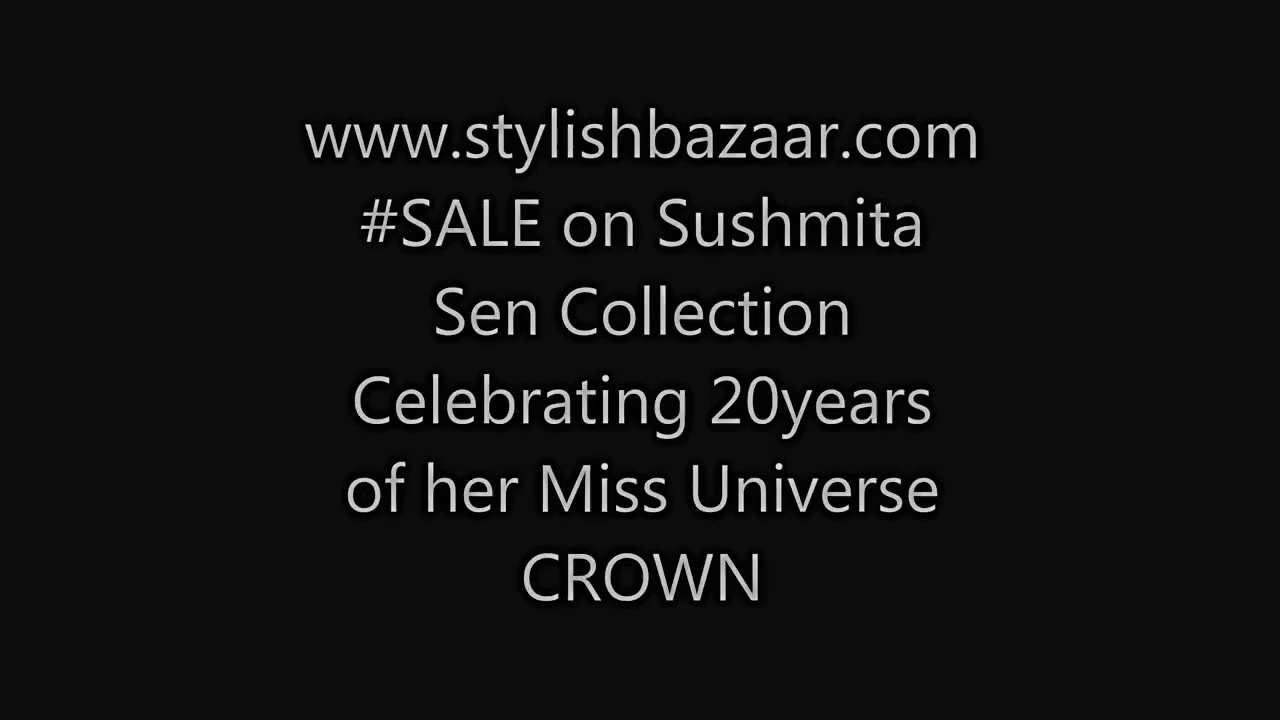 www.stylishbazaar.com
#SALE on Sushmita
Sen Collection
Celebrating 20years
of her Miss Universe
CROWN